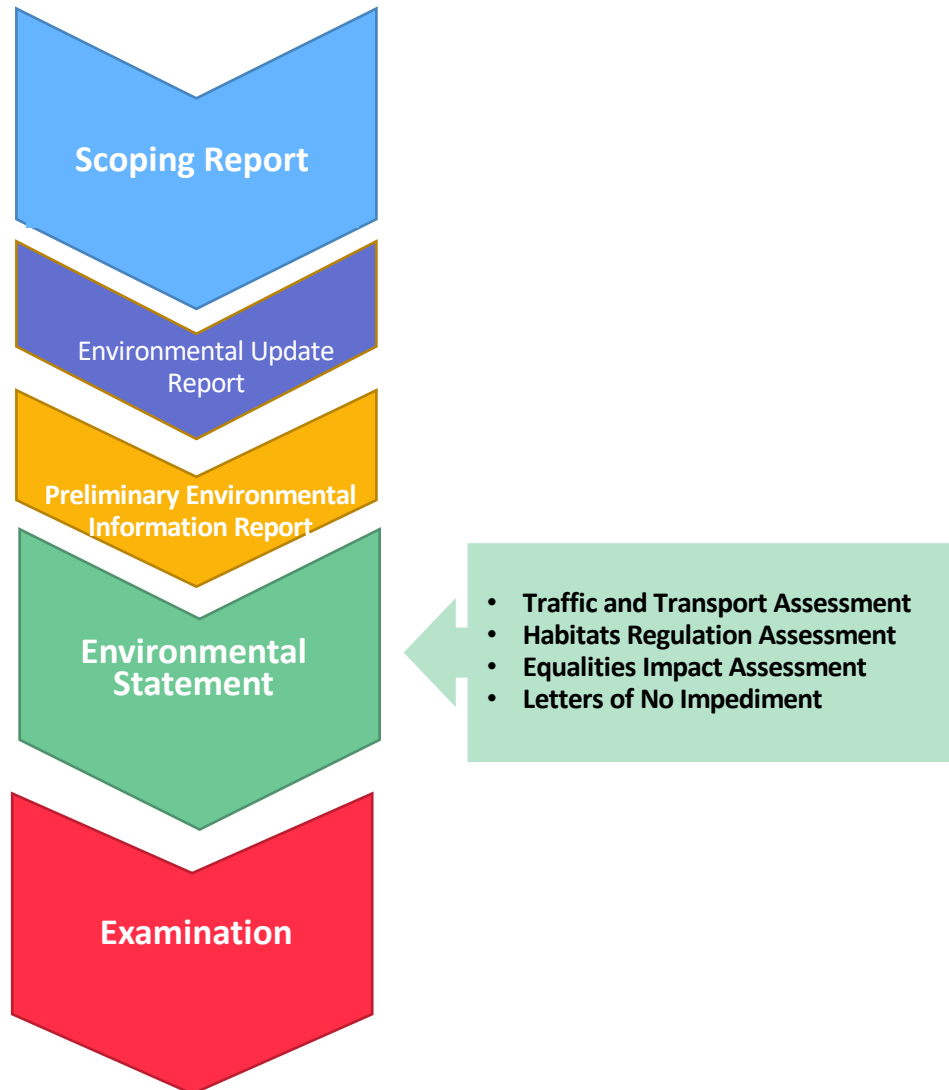 Scoping Report
Environmental Update
Report
Preliminary Environmental
Information Report
Environmental
Statement
• Traffic and Transport Assessment
• Habitats Regulation Assessment
• Equalities Impact Assessment
• Letters of No Impediment
Examination